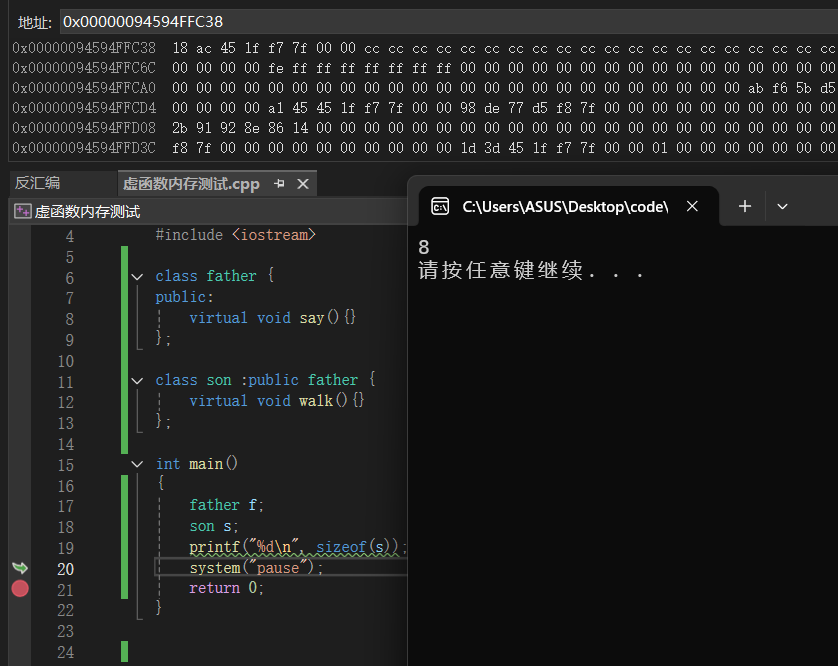 地址: 0x00000094594FFC38
0x00000094594FFC38 18 ac 45 1f f7 7f 00 00 cc cc cc cc cc cc cc cc cc cc cc cc cc cc cc cc cc cc cc cc
0x00000094594FFC6C 00 00 00 00 fe ff ff ff ff ff ff ff 00 00 00 00 00 00 00 00 00 00 00 00 00 00 00 00
0x00000094594FFCA0 00 00 00 00 00 00 00 00 00 00 00 00 00 00 00 00 00 00 00 00 00 00 00 00 ab f6 5b d5
0x00000094594FFCD4 00 00 00 00 a1 45 45 1f f7 7f 00 00 98 de 77 d5 f8 7f 00 00 00 00 00 00 00 00 00 00
0x00000094594FFD08 2b 91 92 8e 86 14 00 00 00 00 00 00 00 00 00 00 00 00 00 00 00 00 00 00 00 00 00 00
0x00000094594FFD3C f8 7f 00 00 00 00 00 00 00 00 00 00 1d 3d 45 1f f7 7f 00 00 01 00 00 00 00 00 00 00
反汇编 虚函数内存测试.cpp
虚函数内存测试
C:\Users\ASUS\Desktop\code\
8
请按任意键继续. . .
4 #include <iostream>
5
6 class father {
7 public:
8 virtual void say(){}
9 };
10
11 class son :public father {
12 virtual void walk(){}
13 };
14
15 int main()
16 {
17 father f;
18 son s;
19 printf("%d\n", sizeof(s));
20 system("pause");
21 return 0;
22 }
23
24